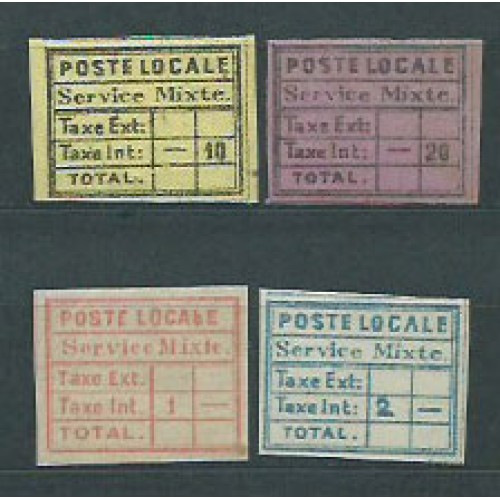 POSTE LOCALE
Service Mixte.
Taxe Ext:
Taxe Int: — 10
TOTAL.
POSTE LOCALE
Service Mixte.
Taxe Ext:
Taxe Int: — 20
TOTAL.
POSTE LOCALE
Service Mixte.
Taxe Ext.
Taxe Int. 1 —
TOTAL.
POSTE LOCALE
Service Mixte.
Taxe Ext:
Taxe Int: 2 —
TOTAL.